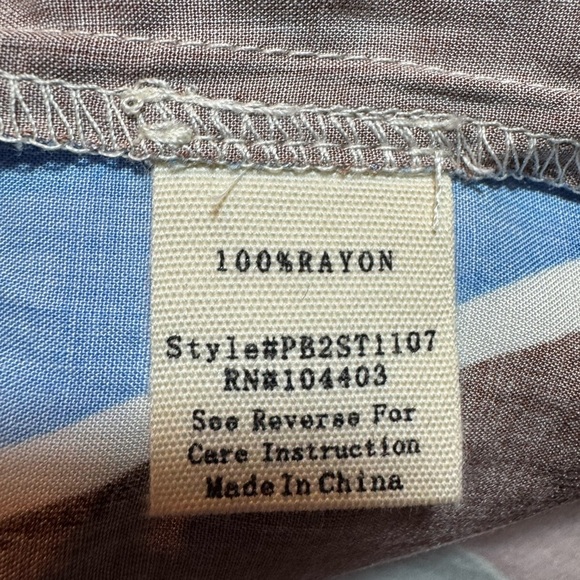 100%RAYON
Style#PB2ST1107
RN#104403
See Reverse For
Care Instruction
Made In China